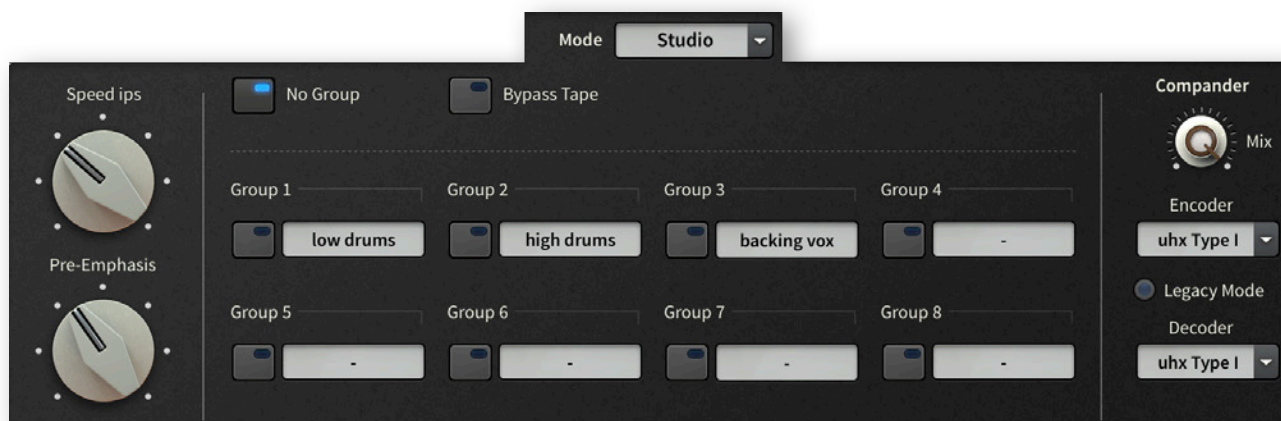 Mode Studio
Speed ips
No Group
Bypass Tape
Compander
Mix
Group 1
Group 2
Group 3
Group 4
low drums
high drums
backing vox
-
Encoder
uhx Type I
Pre-Emphasis
Legacy Mode
Group 5
Group 6
Group 7
Group 8
-
-
-
-
Decoder
uhx Type I